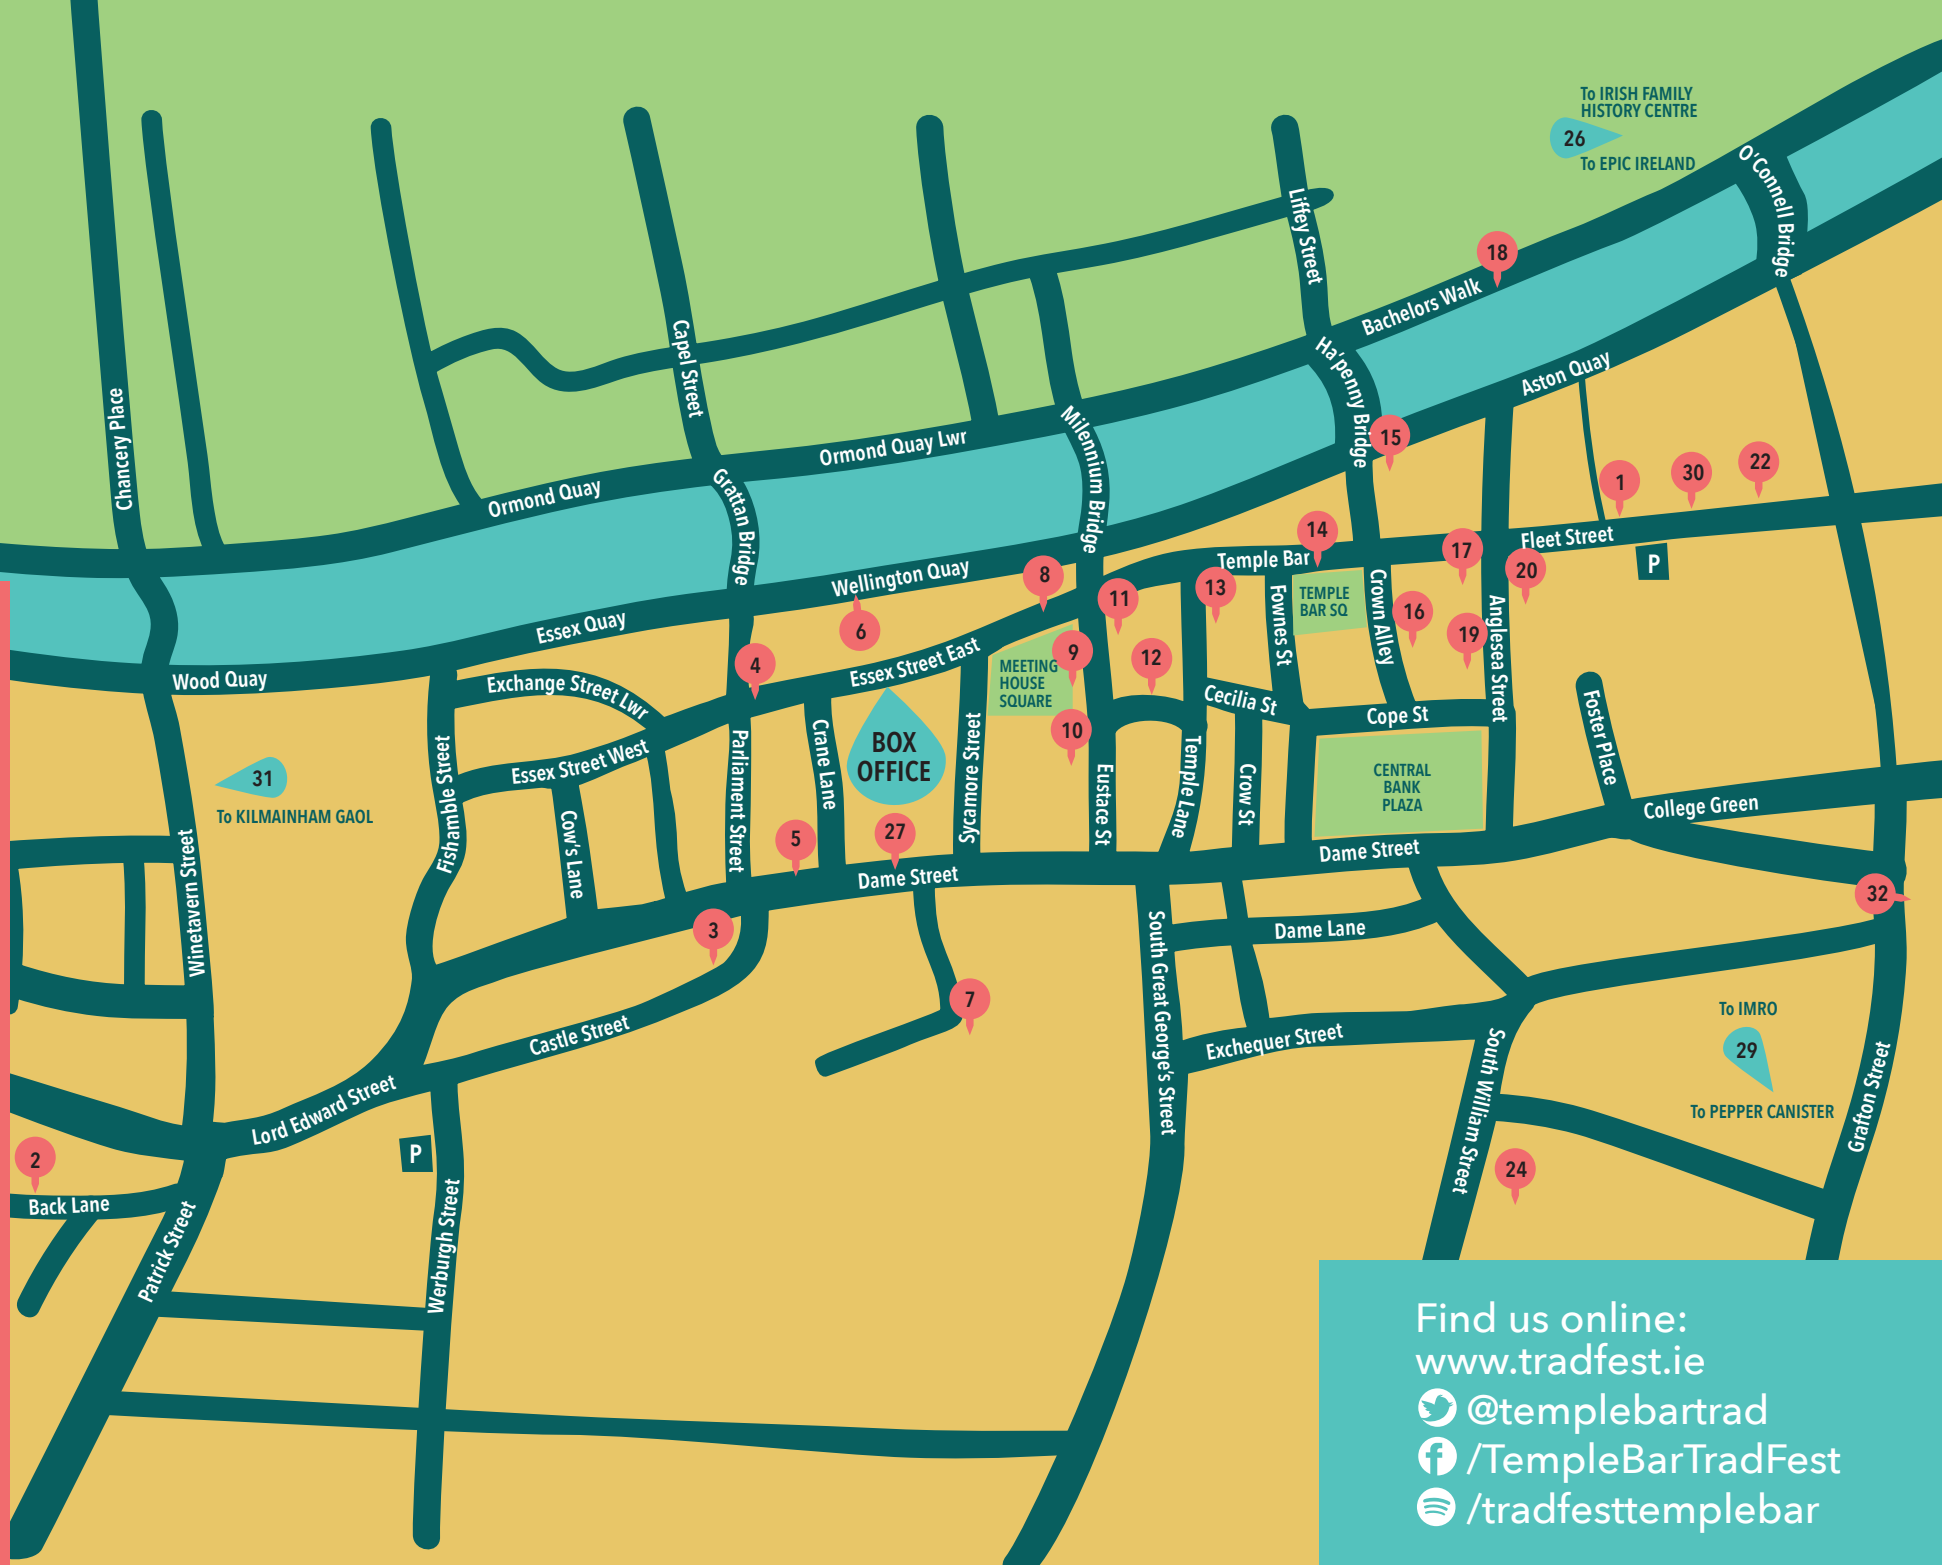 To IRISH FAMILY
HISTORY CENTRE
26
To EPIC IRELAND
O'Connell Bridge
Liffey Street
18
Bachelors Walk
Capel Street
Chancery Place
Ha'penny Bridge
Aston Quay
15
Milennium Bridge
Ormond Quay Lwr
Ormond Quay
Grattan Bridge
1
30
22
Fleet Street
P
14
Temple Bar
17
20
Wellington Quay
8
11
13
Fownes St
TEMPLE
BAR SQ
Crown Alley
16
19
Anglesea Street
Essex Quay
6
4
Essex Street East
MEETING
HOUSE
SQUARE
9
12
Cecilia St
Cope St
Foster Place
Wood Quay
Exchange Street Lwr
10
Essex Street West
Fishamble Street
Parliament Street
Crane Lane
BOX
OFFICE
Sycamore Street
Eustace St
Temple Lane
Crow St
CENTRAL
BANK
PLAZA
College Green
31
To KILMAINHAM GAOL
Cow's Lane
5
27
Dame Street
Dame Street
Winetavern Street
32
3
South Great George's Street
Dame Lane
7
Castle Street
Exchequer Street
To IMRO
29
To PEPPER CANISTER
South William Street
Grafton Street
Lord Edward Street
P
2
Back Lane
24
Patrick Street
Werburgh Street
Find us online:
www.tradfest.ie
@templebartrad
/TempleBarTradFest
/tradfesttemplebar